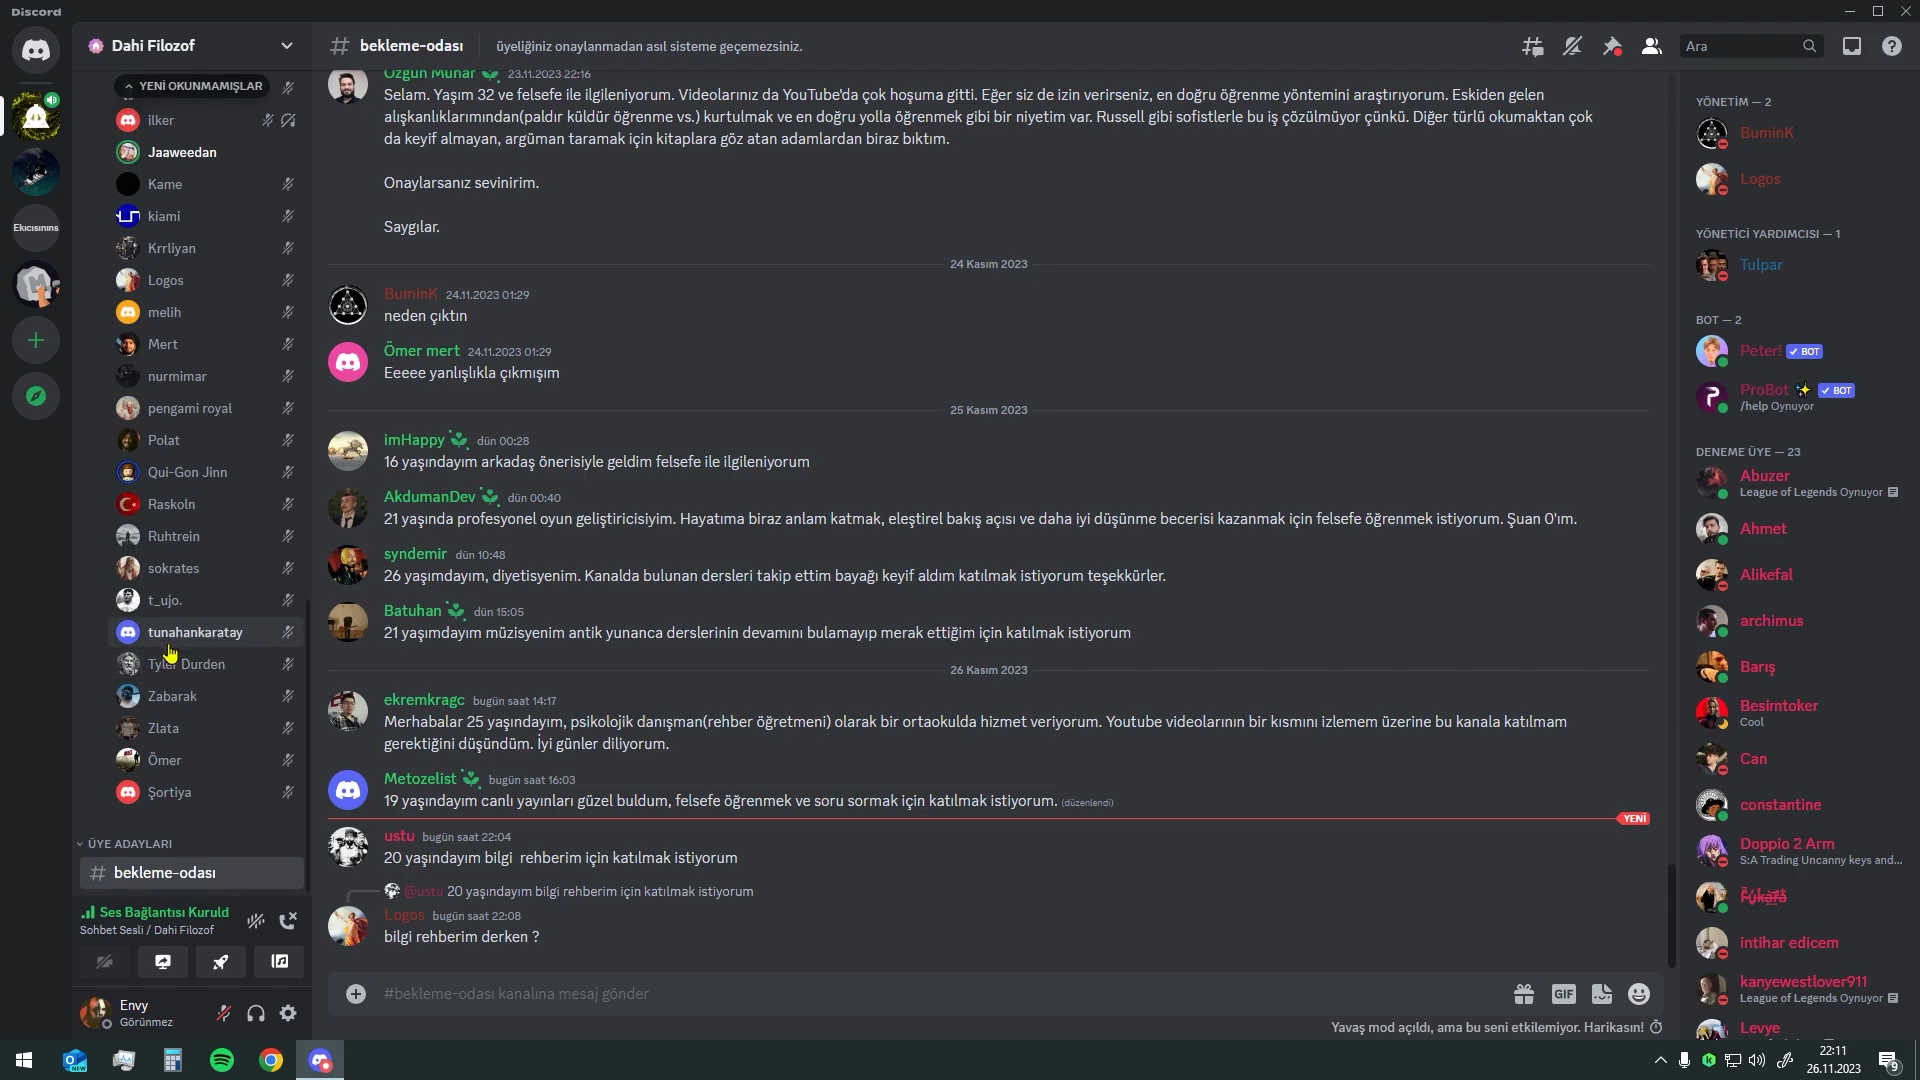 Discord
Dahi Filozof
bekleme-odası
üyeliğiniz onaylanmadan asıl sisteme geçemezsiniz.
Ara
YENİ OKUNMAMIŞLAR
ilker
Jaaweedan
Kame
kiami
Krrliyan
Logos
melih
Mert
nurmimar
pengami royal
Polat
Qui-Gon Jinn
Raskoln
Ruhtrein
sokrates
t_ujo.
tunahankaratay
Tyler Durden
Zabarak
Zlata
Ömer
Şortiya
ÜYE ADAYLARI
bekleme-odası
Ses Bağlantısı Kuruld
Sohbet Sesli / Dahi Filozof
Envy
Görünmez
Ekıcısınıns
Özgün Munar 23.11.2023 22:16
Selam. Yaşım 32 ve felsefe ile ilgileniyorum. Videolarınız da YouTube'da çok hoşuma gitti. Eğer siz de izin verirseniz, en doğru öğrenme yöntemini araştırıyorum. Eskiden gelen
alışkanlıklarımından(paldır küldür öğrenme vs.) kurtulmak ve en doğru yolla öğrenmek gibi bir niyetim var. Russell gibi sofistlerle bu iş çözülmüyor çünkü. Diğer türlü okumaktan çok
da keyif almayan, argüman taramak için kitaplara göz atan adamlardan biraz bıktım.
Onaylarsanız sevinirim.
Saygılar.
24 Kasım 2023
BuminK 24.11.2023 01:29
neden çıktın
Ömer mert 24.11.2023 01:29
Eeeee yanlışlıkla çıkmışım
25 Kasım 2023
imHappy dün 00:28
16 yaşındayım arkadaş önerisiyle geldim felsefe ile ilgileniyorum
AkdumanDev dün 00:40
21 yaşında profesyonel oyun geliştiricisiyim. Hayatıma biraz anlam katmak, eleştirel bakış açısı ve daha iyi düşünme becerisi kazanmak için felsefe öğrenmek istiyorum. Şuan 0'ım.
syndemir dün 10:48
26 yaşımdayım, diyetisyenim. Kanalda bulunan dersleri takip ettim bayağı keyif aldım katılmak istiyorum teşekkürler.
Batuhan dün 15:05
21 yaşımdayım müzisyenim antik yunanca derslerinin devamını bulamayıp merak ettiğim için katılmak istiyorum
26 Kasım 2023
ekremkragc bugün saat 14:17
Merhabalar 25 yaşındayım, psikolojik danışman(rehber öğretmeni) olarak bir ortaokulda hizmet veriyorum. Youtube videolarının bir kısmını izlemem üzerine bu kanala katılmam
gerektiğini düşündüm. İyi günler diliyorum.
Metozelist bugün saat 16:03
19 yaşındayım canlı yayınları güzel buldum, felsefe öğrenmek ve soru sormak için katılmak istiyorum. (düzenlendi)
YENİ
ustu bugün saat 22:04
20 yaşındayım bilgi rehberim için katılmak istiyorum
@ustu 20 yaşındayım bilgi rehberim için katılmak istiyorum
Logos bugün saat 22:08
bilgi rehberim derken ?
#bekleme-odası kanalına mesaj gönder
GIF
Yavaş mod açıldı, ama bu seni etkilemiyor. Harikasın!
YÖNETİM — 2
BuminK
Logos
YÖNETİCİ YARDIMCISI — 1
Tulpar
BOT — 2
Peter! BOT
ProBot BOT
/help Oynuyor
DENEME ÜYE — 23
Abuzer
League of Legends Oynuyor
Ahmet
Alikefal
archimus
Barış
Besimtoker
Cool
Can
constantine
Doppio 2 Arm
S:A Trading Uncanny keys and...
intihar edicem
kanyewestlover911
League of Legends Oynuyor
Levye
22:11
26.11.2023
9